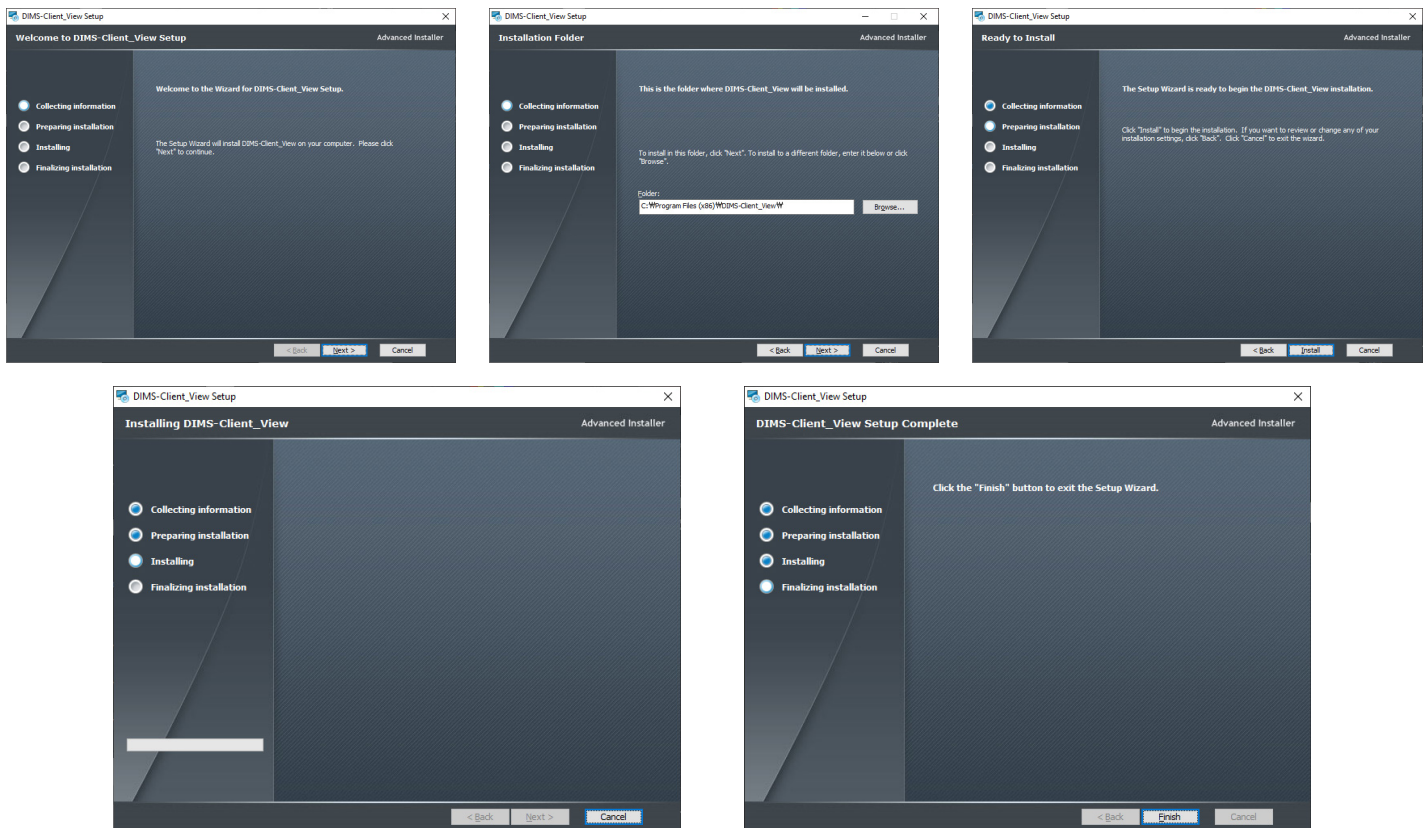 DIMS-Client_View Setup
Welcome to DIMS-Client_View Setup
Advanced Installer
Collecting information
Preparing installation
Installing
Finalizing installation
Welcome to the Wizard for DIMS-Client_View Setup.
The Setup Wizard will install DIMS-Client_View on your computer. Please click
"Next" to continue.
< Back
Next >
Cancel
DIMS-Client_View Setup
Installation Folder
Advanced Installer
Collecting information
Preparing installation
Installing
Finalizing installation
This is the folder where DIMS-Client_View will be installed.
To install in this folder, click "Next". To install to a different folder, enter it below or click
"Browse".
Folder:
C:₩Program Files (x86)₩DIMS-Client_View₩
Browse...
< Back
Next >
Cancel
DIMS-Client_View Setup
Ready to Install
Advanced Installer
Collecting information
Preparing installation
Installing
Finalizing installation
The Setup Wizard is ready to begin the DIMS-Client_View installation.
Click "Install" to begin the installation. If you want to review or change any of your
installation settings, click "Back". Click "Cancel" to exit the wizard.
< Back
Install
Cancel
DIMS-Client_View Setup
Installing DIMS-Client_View
Advanced Installer
Collecting information
Preparing installation
Installing
Finalizing installation
< Back
Next >
Cancel
DIMS-Client_View Setup
DIMS-Client_View Setup Complete
Advanced Installer
Collecting information
Preparing installation
Installing
Finalizing installation
Click the "Finish" button to exit the Setup Wizard.
< Back
Finish
Cancel